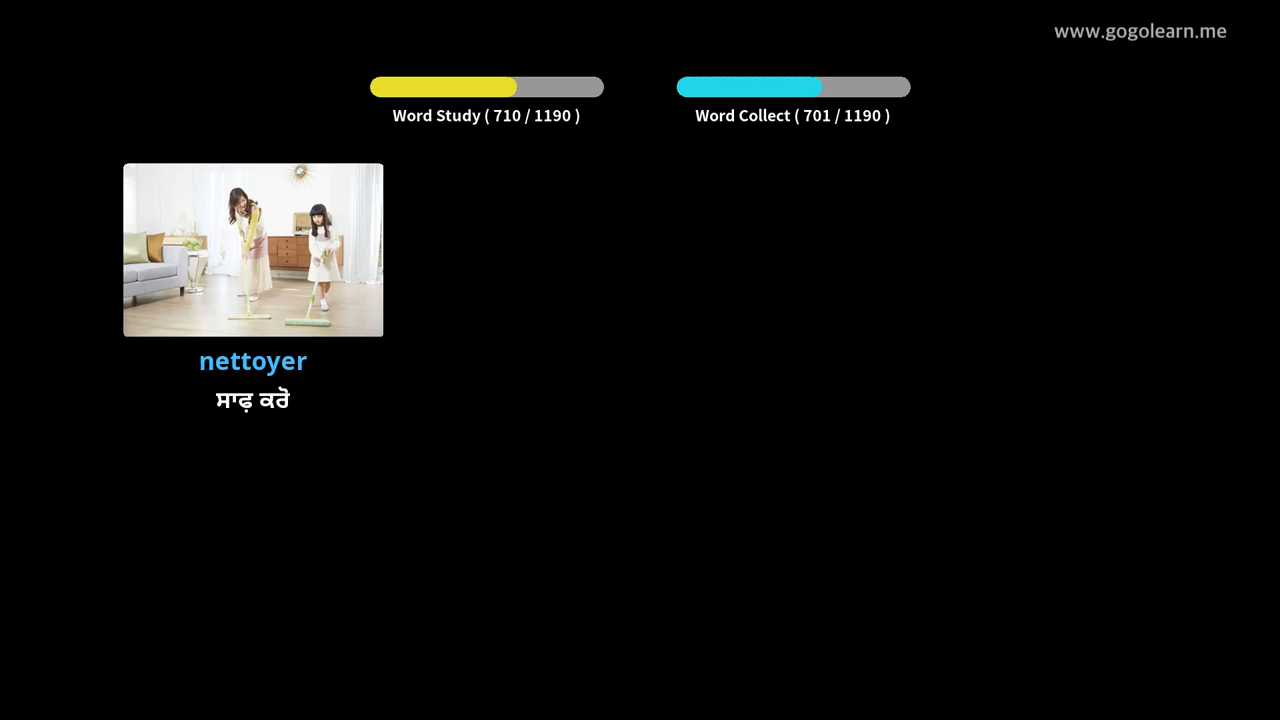 www.gogolearn.me
Word Study ( 710 / 1190 )
Word Collect ( 701 / 1190 )
nettoyer
ਸਾਫ਼ ਕਰੋ